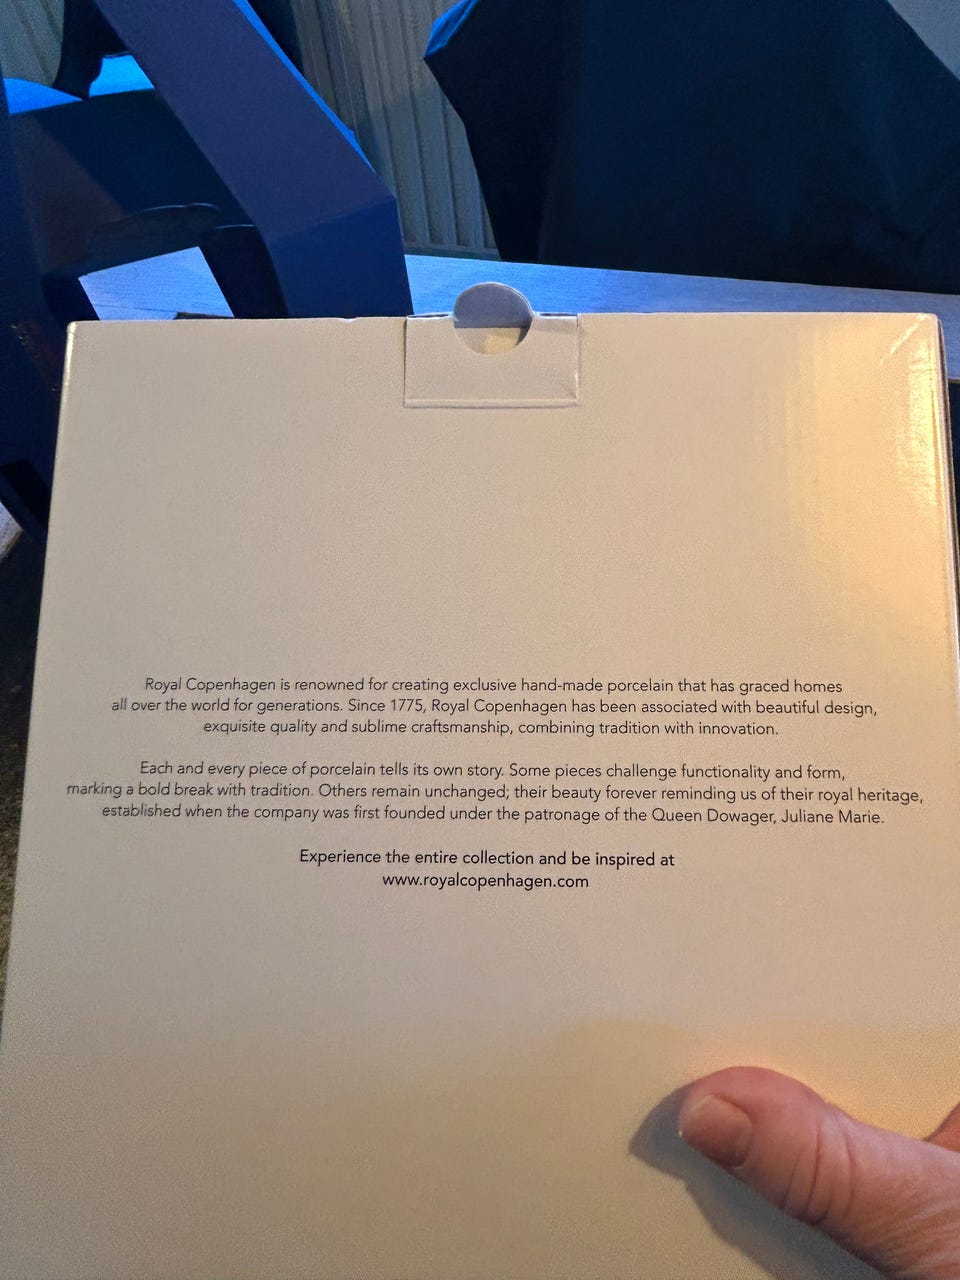 Royal Copenhagen is renowned for creating exclusive hand-made porcelain that has graced homes
all over the world for generations. Since 1775, Royal Copenhagen has been associated with beautiful design,
exquisite quality and sublime craftsmanship, combining tradition with innovation.
Each and every piece of porcelain tells its own story. Some pieces challenge functionality and form,
marking a bold break with tradition. Others remain unchanged; their beauty forever reminding us of their royal heritage,
established when the company was first founded under the patronage of the Queen Dowager, Juliane Marie.
Experience the entire collection and be inspired at
www.royalcopenhagen.com